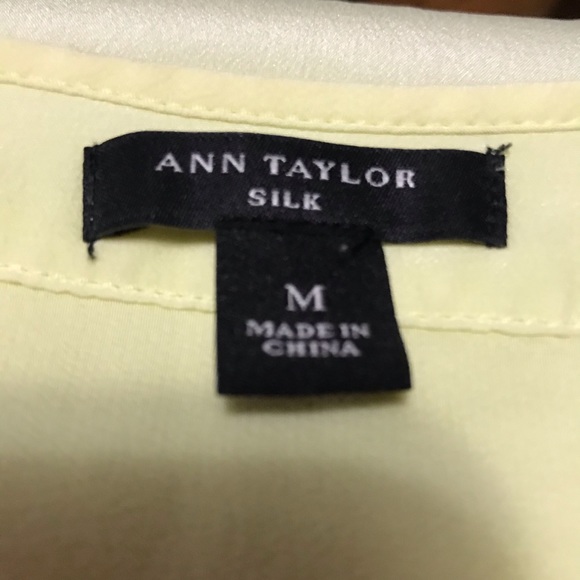 ANN TAYLOR
SILK
M
MADE IN
CHINA